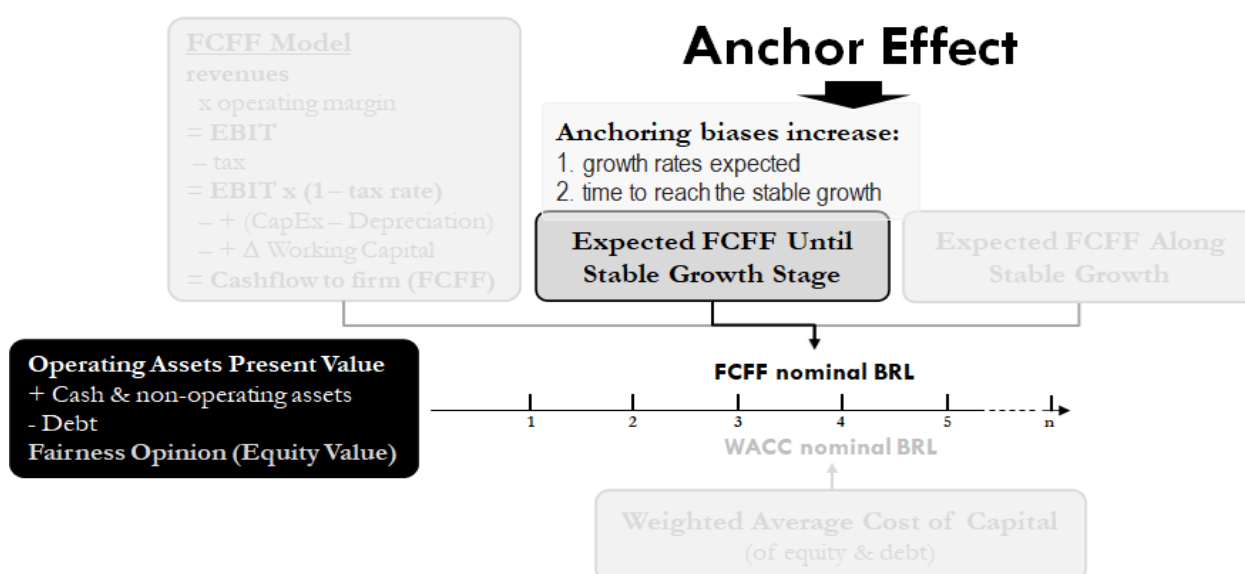 FCFF Model
revenues
x operating margin
= EBIT
– tax
= EBIT x (1 – tax rate)
– + (CapEx – Depreciation)
– + Δ Working Capital
= Cashflow to firm (FCFF)
Anchor Effect
Anchoring biases increase:
1. growth rates expected
2. time to reach the stable growth
Expected FCFF Until
Stable Growth Stage
Expected FCFF Along
Stable Growth
Operating Assets Present Value
+ Cash & non-operating assets
- Debt
Fairness Opinion (Equity Value)
FCFF nominal BRL
1 2 3 4 5 n
WACC nominal BRL
Weighted Average Cost of Capital
(of equity & debt)